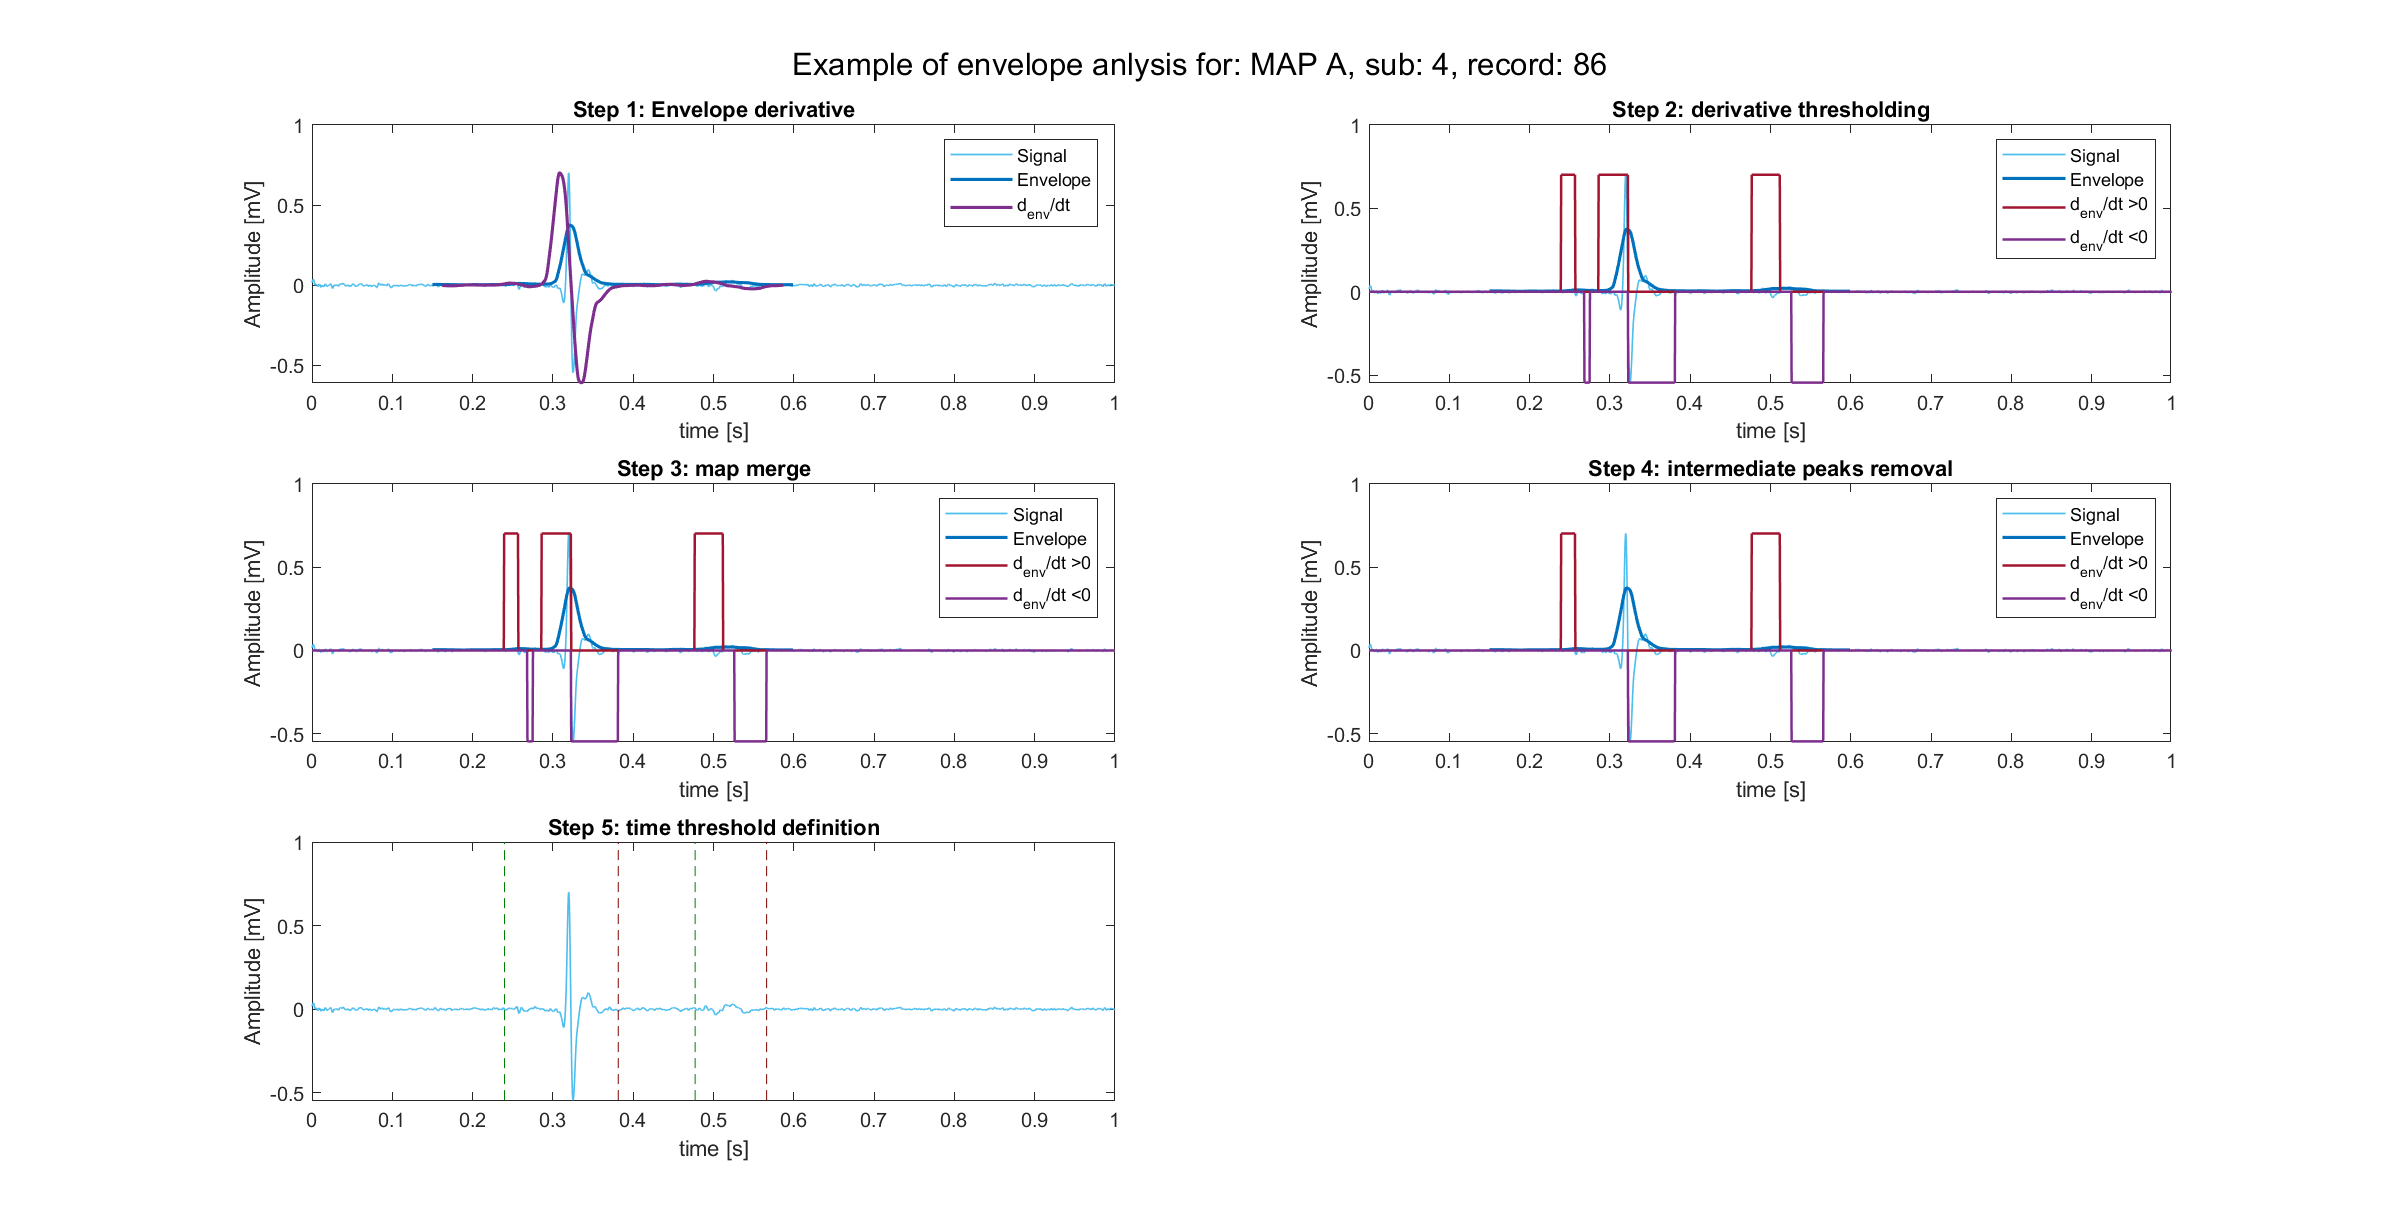 Example of envelope anlysis for: MAP A, sub: 4, record: 86
Step 1: Envelope derivative
1
0.5
0
-0.5
Amplitude [mV]
Signal
Envelope
d_env/dt
0 0.1 0.2 0.3 0.4 0.5 0.6 0.7 0.8 0.9 1
time [s]
Step 2: derivative thresholding
1
0.5
0
-0.5
Amplitude [mV]
Signal
Envelope
d_env/dt >0
d_env/dt <0
0 0.1 0.2 0.3 0.4 0.5 0.6 0.7 0.8 0.9 1
time [s]
Step 3: map merge
1
0.5
0
-0.5
Amplitude [mV]
Signal
Envelope
d_env/dt >0
d_env/dt <0
0 0.1 0.2 0.3 0.4 0.5 0.6 0.7 0.8 0.9 1
time [s]
Step 4: intermediate peaks removal
1
0.5
0
-0.5
Amplitude [mV]
Signal
Envelope
d_env/dt >0
d_env/dt <0
0 0.1 0.2 0.3 0.4 0.5 0.6 0.7 0.8 0.9 1
time [s]
Step 5: time threshold definition
1
0.5
0
-0.5
Amplitude [mV]
0 0.1 0.2 0.3 0.4 0.5 0.6 0.7 0.8 0.9 1
time [s]